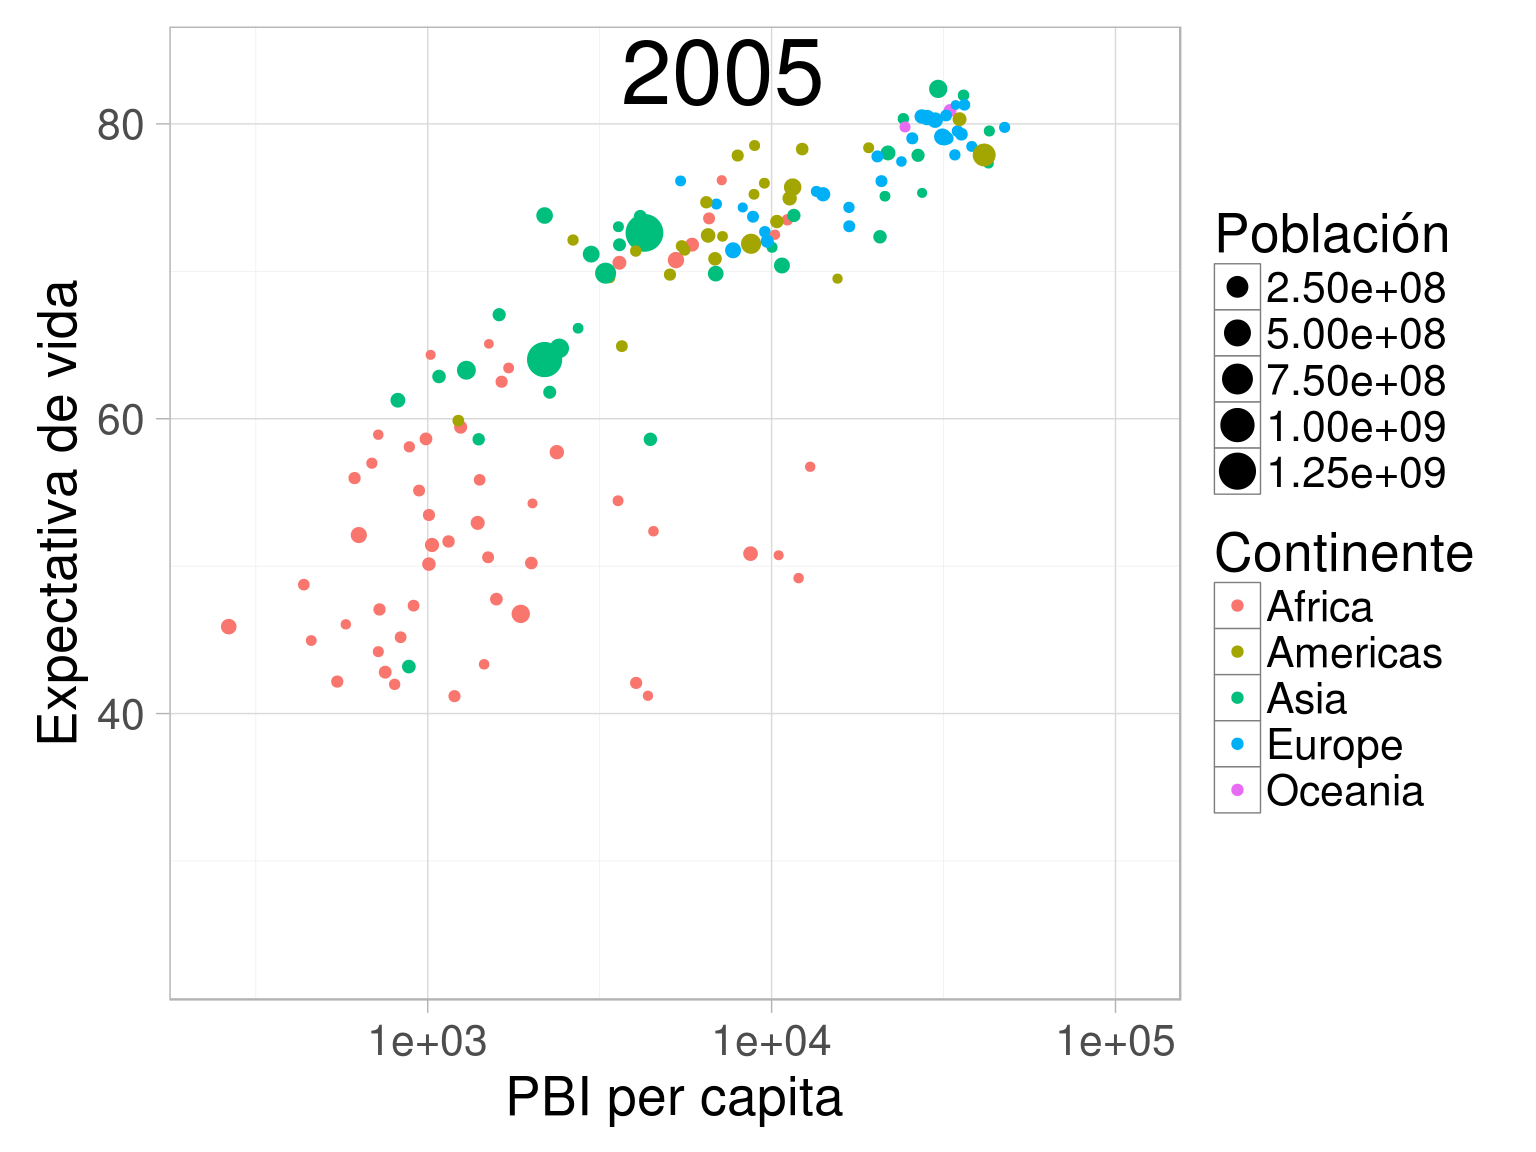 2005
80
60
40
Expectativa de vida
1e+03
1e+04
1e+05
PBI per capita
Población
2.50e+08
5.00e+08
7.50e+08
1.00e+09
1.25e+09
Continente
Africa
Americas
Asia
Europe
Oceania